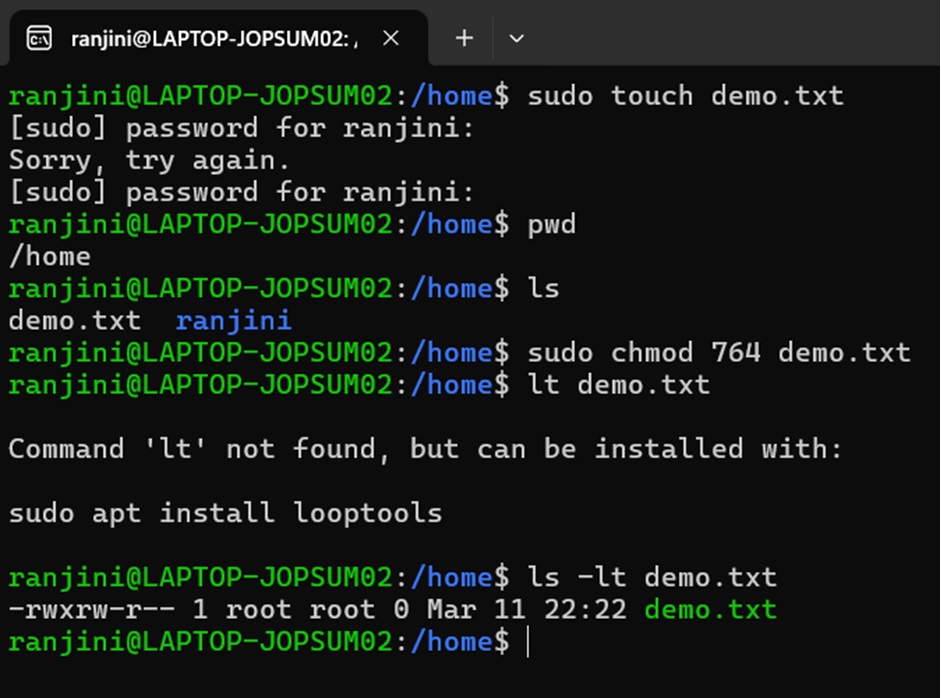 ranjini@LAPTOP-JOPSUM02: /
ranjini@LAPTOP-JOPSUM02:/home$ sudo touch demo.txt
[sudo] password for ranjini:
Sorry, try again.
[sudo] password for ranjini:
ranjini@LAPTOP-JOPSUM02:/home$ pwd
/home
ranjini@LAPTOP-JOPSUM02:/home$ ls
demo.txt  ranjini
ranjini@LAPTOP-JOPSUM02:/home$ sudo chmod 764 demo.txt
ranjini@LAPTOP-JOPSUM02:/home$ lt demo.txt
Command 'lt' not found, but can be installed with:
sudo apt install looptools
ranjini@LAPTOP-JOPSUM02:/home$ ls -lt demo.txt
-rwxrw-r-- 1 root root 0 Mar 11 22:22 demo.txt
ranjini@LAPTOP-JOPSUM02:/home$